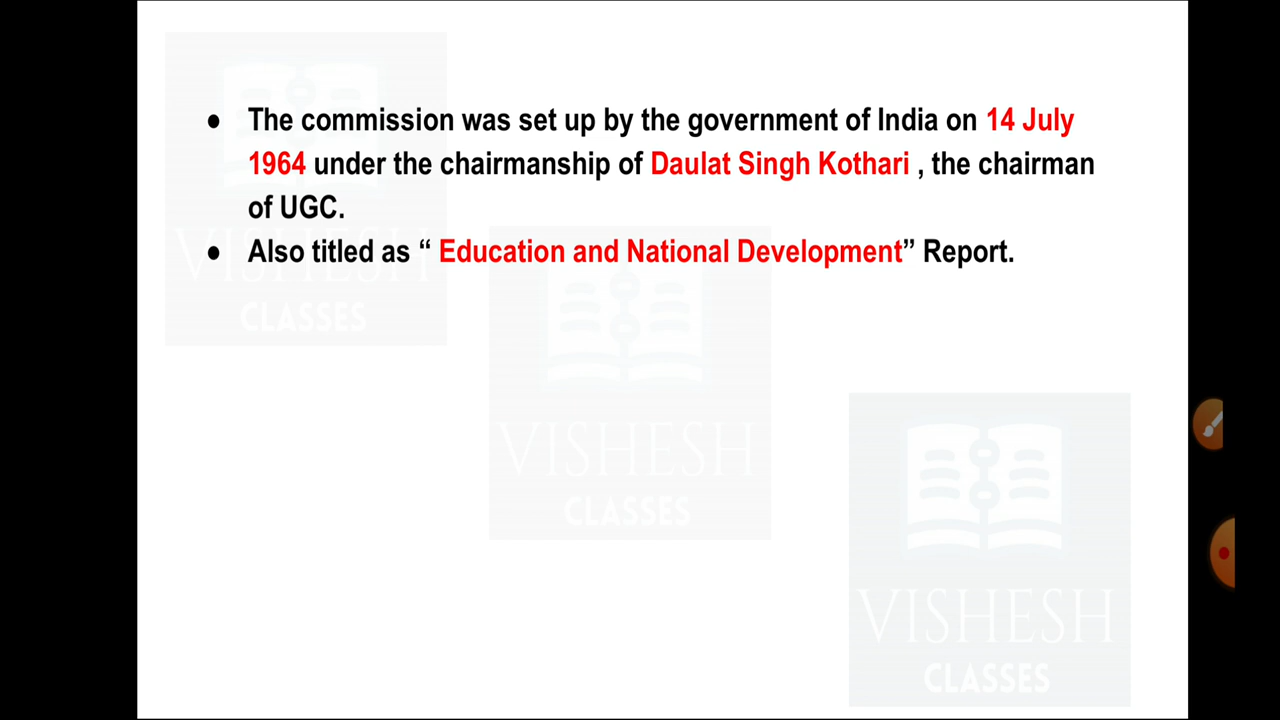 ● The commission was set up by the government of India on 14 July
1964 under the chairmanship of Daulat Singh Kothari , the chairman
of UGC.
● Also titled as “ Education and National Development” Report.
VISHESH
CLASSES
VISHESH
CLASSES
VISHESH
CLASSES